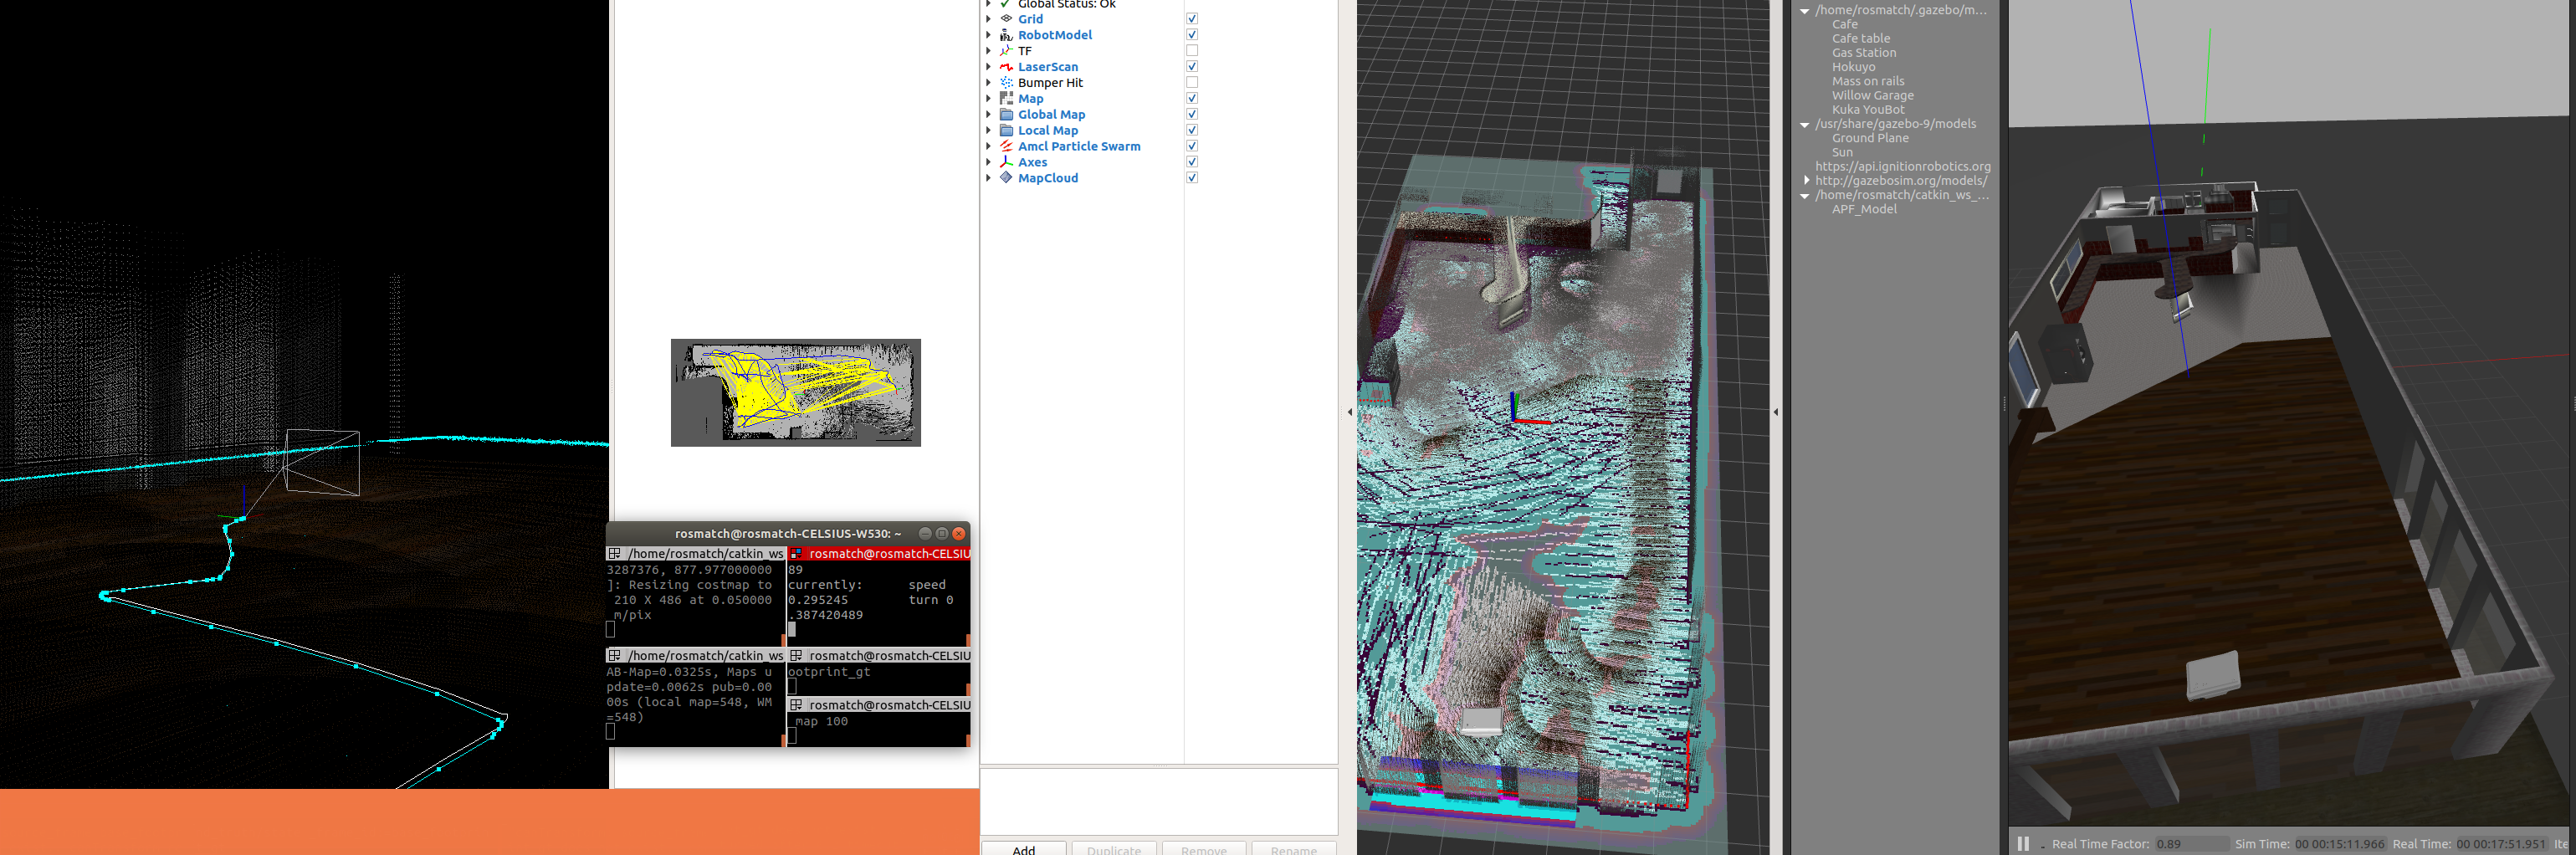 rosmatch@rosmatch-CELSIUS-W530: ~
/home/rosmatch/catkin_ws
3287376, 877.977000000
]: Resizing costmap to
210 X 486 at 0.050000
m/pix
rosmatch@rosmatch-CELSIU
89
currently: speed
0.295245 turn 0
.387420489
/home/rosmatch/catkin_ws
AB-Map=0.0325s, Maps u
pdate=0.0062s pub=0.00
00s (local map=548, WM
=548)
rosmatch@rosmatch-CELSIU
ootprint_gt
rosmatch@rosmatch-CELSIU
map 100
Global Status: Ok
Grid
RobotModel
TF
LaserScan
Bumper Hit
Map
Global Map
Local Map
Amcl Particle Swarm
Axes
MapCloud
Add Duplicate Remove Rename
/home/rosmatch/.gazebo/m...
Cafe
Cafe table
Gas Station
Hokuyo
Mass on rails
Willow Garage
Kuka YouBot
/usr/share/gazebo-9/models
Ground Plane
Sun
https://api.ignitionrobotics.org
http://gazebosim.org/models/
/home/rosmatch/catkin_ws_...
APF_Model
Real Time Factor: 0.89 Sim Time: 00 00:15:11.966 Real Time: 00 00:17:51.951 Ite